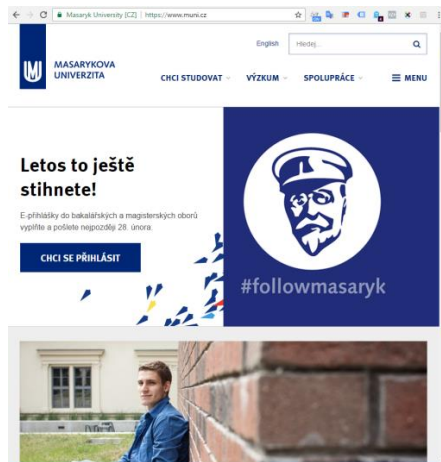 Masaryk University [CZ] | https://www.muni.cz
English
Hledej...
MASARYKOVA
UNIVERZITA
CHCI STUDOVAT
VÝZKUM
SPOLUPRÁCE
MENU
Letos to ještě
stihnete!
E-přihlášky do bakalářských a magisterských oborů
vyplňte a pošlete nejpozději 28. února.
CHCI SE PŘIHLÁSIT
#followmasaryk